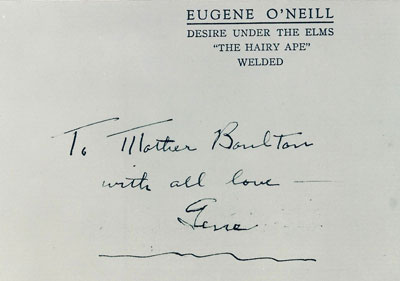 EUGENE O'NEILL
DESIRE UNDER THE ELMS
"THE HAIRY APE"
WELDED
To Mother Boulton
with all love —
Gene